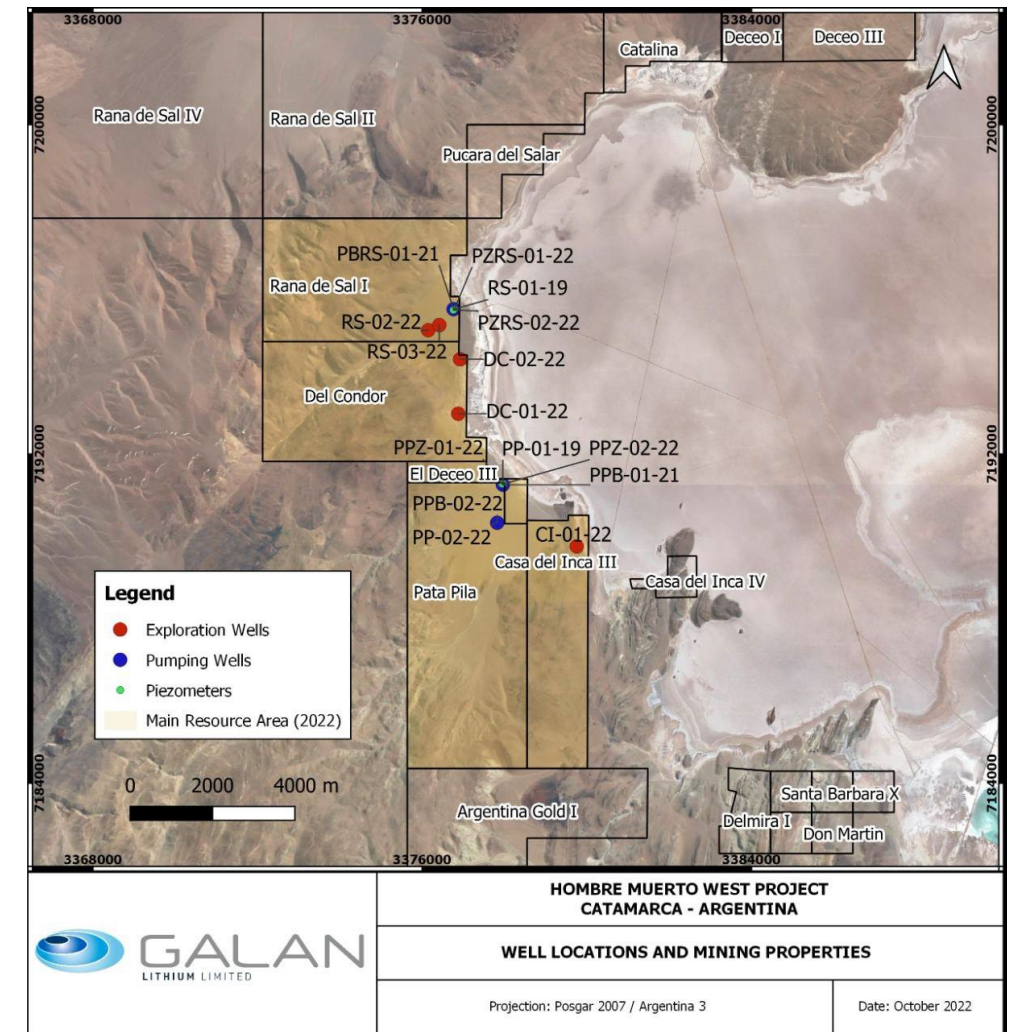 3368000
3376000
3384000
Deceo I
Deceo III
Catalina
Rana de Sal IV
Rana de Sal II
7200000
7200000
Pucara del Salar
PBRS-01-21
PZRS-01-22
Rana de Sal I
RS-01-19
RS-02-22
PZRS-02-22
RS-03-22
DC-02-22
Del Condor
DC-01-22
PPZ-01-22
PP-01-19
PPZ-02-22
7192000
7192000
El Deceo III
PPB-01-21
PPB-02-22
PP-02-22
CI-01-22
Casa del Inca III
Casa del Inca IV
Pata Pila
Legend
Exploration Wells
Pumping Wells
Piezometers
Main Resource Area (2022)
0 2000 4000 m
7184000
7184000
Santa Barbara X
Argentina Gold I
Delmira I
Don Martin
3368000
3376000
3384000
GALAN
LITHIUM LIMITED
HOMBRE MUERTO WEST PROJECT
CATAMARCA - ARGENTINA
WELL LOCATIONS AND MINING PROPERTIES
Projection: Posgar 2007 / Argentina 3
Date: October 2022